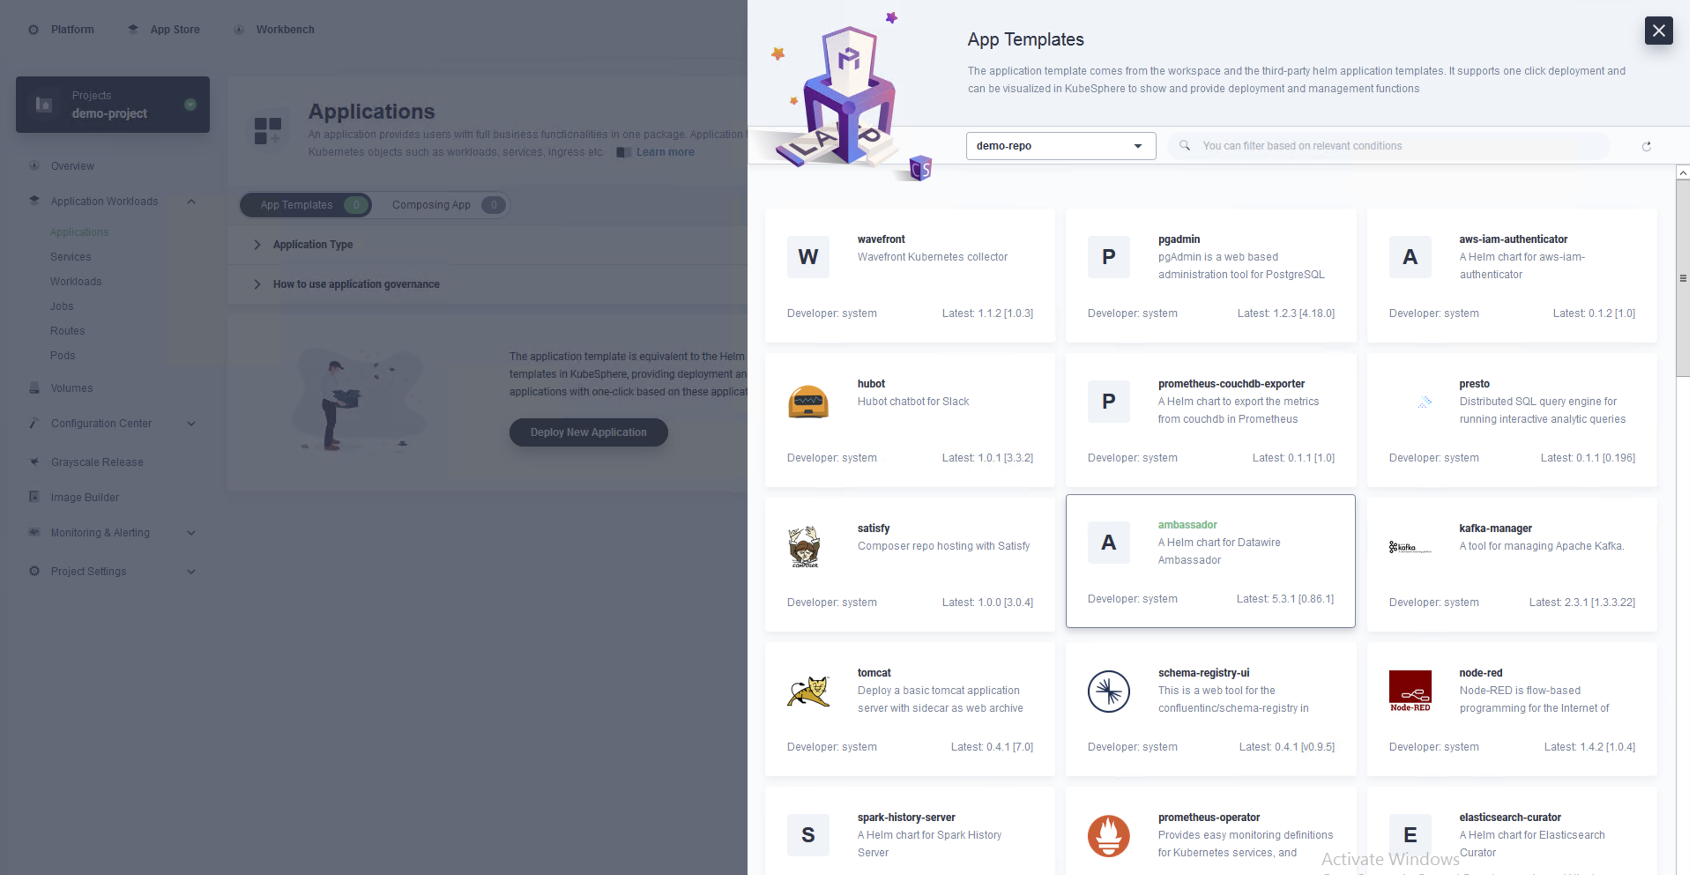 Platform
App Store
Workbench
Projects
demo-project
Overview
Application Workloads
Applications
Services
Workloads
Jobs
Routes
Pods
Volumes
Configuration Center
Grayscale Release
Image Builder
Monitoring & Alerting
Project Settings
Applications
An application provides users with full business functionalities in one package. Application
Kubernetes objects such as workloads, services, ingress etc.
Learn more
App Templates 0
Composing App 0
Application Type
How to use application governance
The application template is equivalent to the Helm
templates in KubeSphere, providing deployment an
applications with one-click based on these applicat
Deploy New Application
App Templates
The application template comes from the workspace and the third-party helm application templates. It supports one click deployment and
can be visualized in KubeSphere to show and provide deployment and management functions
LAPP
CS
demo-repo
You can filter based on relevant conditions
W
wavefront
Wavefront Kubernetes collector
Developer: system
Latest: 1.1.2 [1.0.3]
P
pgadmin
pgAdmin is a web based
administration tool for PostgreSQL
Developer: system
Latest: 1.2.3 [4.18.0]
A
aws-iam-authenticator
A Helm chart for aws-iam-
authenticator
Developer: system
Latest: 0.1.2 [1.0]
hubot
Hubot chatbot for Slack
Developer: system
Latest: 1.0.1 [3.3.2]
P
prometheus-couchdb-exporter
A Helm chart to export the metrics
from couchdb in Prometheus
Developer: system
Latest: 0.1.1 [1.0]
presto
Distributed SQL query engine for
running interactive analytic queries
Developer: system
Latest: 0.1.1 [0.196]
satisfy
Composer repo hosting with Satisfy
Developer: system
Latest: 1.0.0 [3.0.4]
A
ambassador
A Helm chart for Datawire
Ambassador
Developer: system
Latest: 5.3.1 [0.86.1]
kafka
kafka-manager
A tool for managing Apache Kafka.
Developer: system
Latest: 2.3.1 [1.3.3.22]
tomcat
Deploy a basic tomcat application
server with sidecar as web archive
Developer: system
Latest: 0.4.1 [7.0]
schema-registry-ui
This is a web tool for the
confluentinc/schema-registry in
Developer: system
Latest: 0.4.1 [v0.9.5]
Node-RED
node-red
Node-RED is flow-based
programming for the Internet of
Developer: system
Latest: 1.4.2 [1.0.4]
S
spark-history-server
A Helm chart for Spark History
Server
prometheus-operator
Provides easy monitoring definitions
for Kubernetes services, and
E
elasticsearch-curator
A Helm chart for Elasticsearch
Curator
Activate Windows